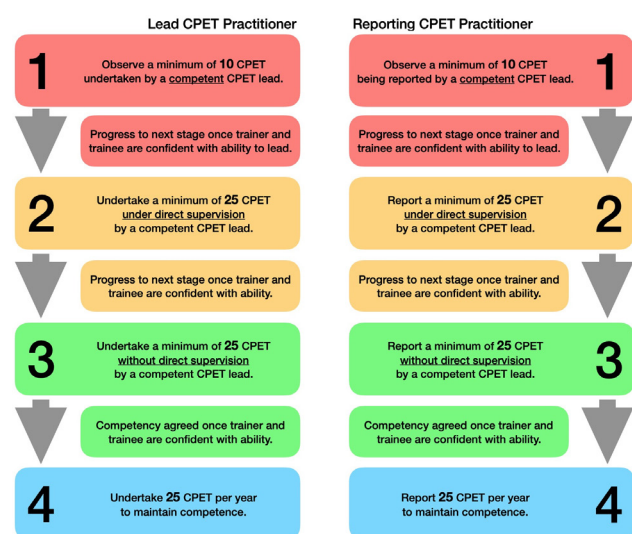 Lead CPET Practitioner
1
Observe a minimum of 10 CPET
undertaken by a competent CPET lead.
Progress to next stage once trainer and
trainee are confident with ability to lead.
2
Undertake a minimum of 25 CPET
under direct supervision
by a competent CPET lead.
Progress to next stage once trainer and
trainee are confident with ability.
3
Undertake a minimum of 25 CPET
without direct supervision
by a competent CPET lead.
Competency agreed once trainer and
trainee are confident with ability.
4
Undertake 25 CPET per year
to maintain competence.
Reporting CPET Practitioner
Observe a minimum of 10 CPET
being reported by a competent CPET lead.
1
Progress to next stage once trainer and
trainee are confident with ability to lead.
Report a minimum of 25 CPET
under direct supervision
by a competent CPET lead.
2
Progress to next stage once trainer and
trainee are confident with ability.
Report a minimum of 25 CPET
without direct supervision
by a competent CPET lead.
3
Competency agreed once trainer and
trainee are confident with ability.
Report 25 CPET per year
to maintain competence.
4